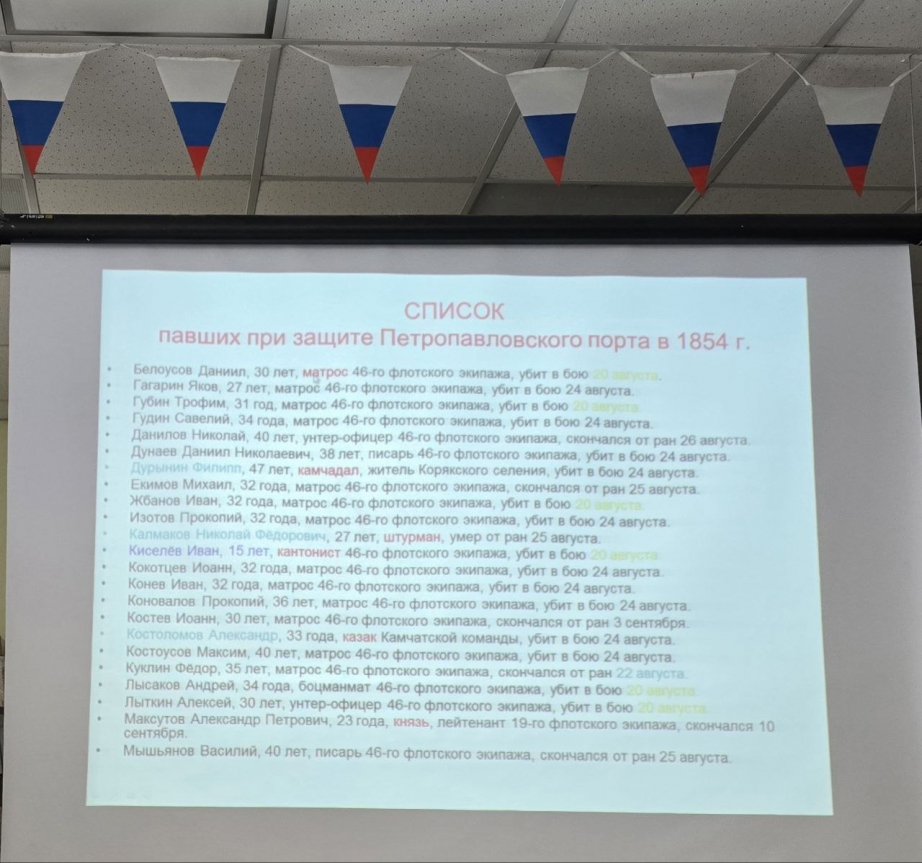 СПИСОК
павших при защите Петропавловского порта в 1854 г.
• Белоусов Даниил, 30 лет, матрос 46-го флотского экипажа, убит в бою 20 августа.
• Гагарин Яков, 27 лет, матрос 46-го флотского экипажа, убит в бою 24 августа.
• Губин Трофим, 31 год, матрос 46-го флотского экипажа, убит в бою 20 августа.
• Гудин Савелий, 34 года, матрос 46-го флотского экипажа, убит в бою 24 августа.
• Данилов Николай, 40 лет, унтер-офицер 46-го флотского экипажа, скончался от ран 26 августа.
• Дунаев Даниил Николаевич, 38 лет, писарь 46-го флотского экипажа, убит в бою 24 августа.
• Дурынин Филипп, 47 лет, камчадал, житель Корякского селения, убит в бою 24 августа.
• Екимов Михаил, 32 года, матрос 46-го флотского экипажа, скончался от ран 25 августа.
• Жбанов Иван, 32 года, матрос 46-го флотского экипажа, убит в бою 20 августа.
• Изотов Прокопий, 32 года, матрос 46-го флотского экипажа, убит в бою 24 августа.
• Калмаков Николай Федорович, 27 лет, штурман, умер от ран 25 августа.
• Киселёв Иван, 15 лет, кантонист 46-го флотского экипажа, убит в бою 20 августа.
• Кокотцев Иоанн, 32 года, матрос 46-го флотского экипажа, убит в бою 24 августа.
• Конев Иван, 32 года, матрос 46-го флотского экипажа, убит в бою 24 августа.
• Коновалов Прокопий, 36 лет, матрос 46-го флотского экипажа, убит в бою 24 августа.
• Костев Иоанн, 30 лет, матрос 46-го флотского экипажа, скончался от ран 3 сентября.
• Костоломов Александр, 33 года, казак Камчатской команды, убит в бою 24 августа.
• Костоусов Максим, 40 лет, матрос 46-го флотского экипажа, убит в бою 24 августа.
• Куклин Фёдор, 35 лет, матрос 46-го флотского экипажа, скончался от ран 22 августа.
• Лысаков Андрей, 34 года, боцманмат 46-го флотского экипажа, убит в бою 20 августа.
• Лыткин Алексей, 30 лет, унтер-офицер 46-го флотского экипажа, убит в бою 20 августа.
• Максутов Александр Петрович, 23 года, князь, лейтенант 19-го флотского экипажа, скончался 10
сентября.
• Мышьянов Василий, 40 лет, писарь 46-го флотского экипажа, скончался от ран 25 августа.